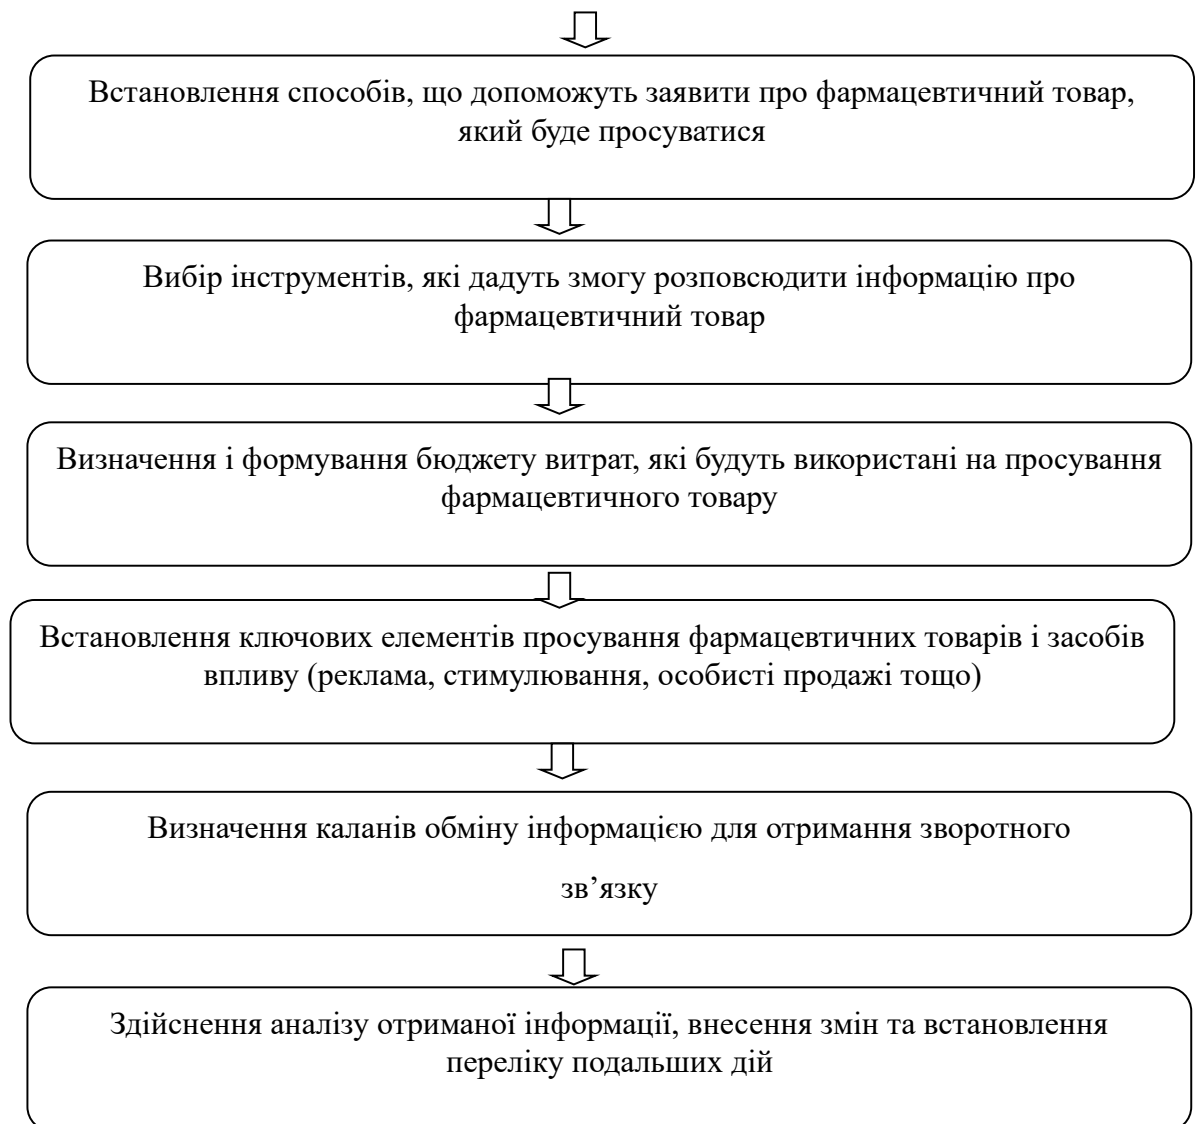 Встановлення способів, що допоможуть заявити про фармацевтичний товар,
який буде просуватися
Вибір інструментів, які дадуть змогу розповсюдити інформацію про
фармацевтичний товар
Визначення і формування бюджету витрат, які будуть використані на просування
фармацевтичного товару
Встановлення ключових елементів просування фармацевтичних товарів і засобів
впливу (реклама, стимулювання, особисті продажі тощо)
Визначення каланів обміну інформацією для отримання зворотного
зв’язку
Здійснення аналізу отриманої інформації, внесення змін та встановлення
переліку подальших дій